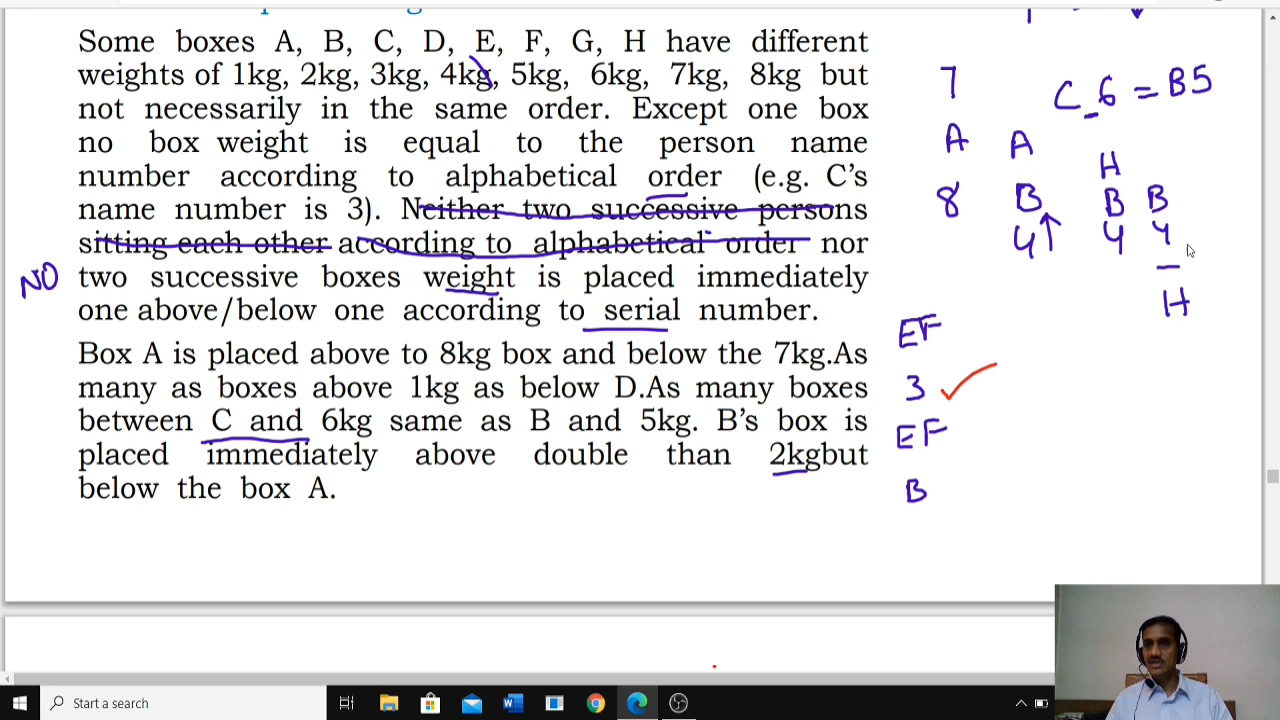 Some boxes A, B, C, D, E, F, G, H have different
weights of 1kg, 2kg, 3kg, 4kg, 5kg, 6kg, 7kg, 8kg but
not necessarily in the same order. Except one box
no box weight is equal to the person name
number according to alphabetical order (e.g. C's
name number is 3). Neither two successive persons
sitting each other according to alphabetical order nor
two successive boxes weight is placed immediately
one above/below one according to serial number.
Box A is placed above to 8kg box and below the 7kg.As
many as boxes above 1kg as below D.As many boxes
between C and 6kg same as B and 5kg. B's box is
placed immediately above double than 2kgbut
below the box A.
NO
7
C_6 = B5
A A
H
8 B B B
4 4 4
H
EF
3
EF
B
Start a search